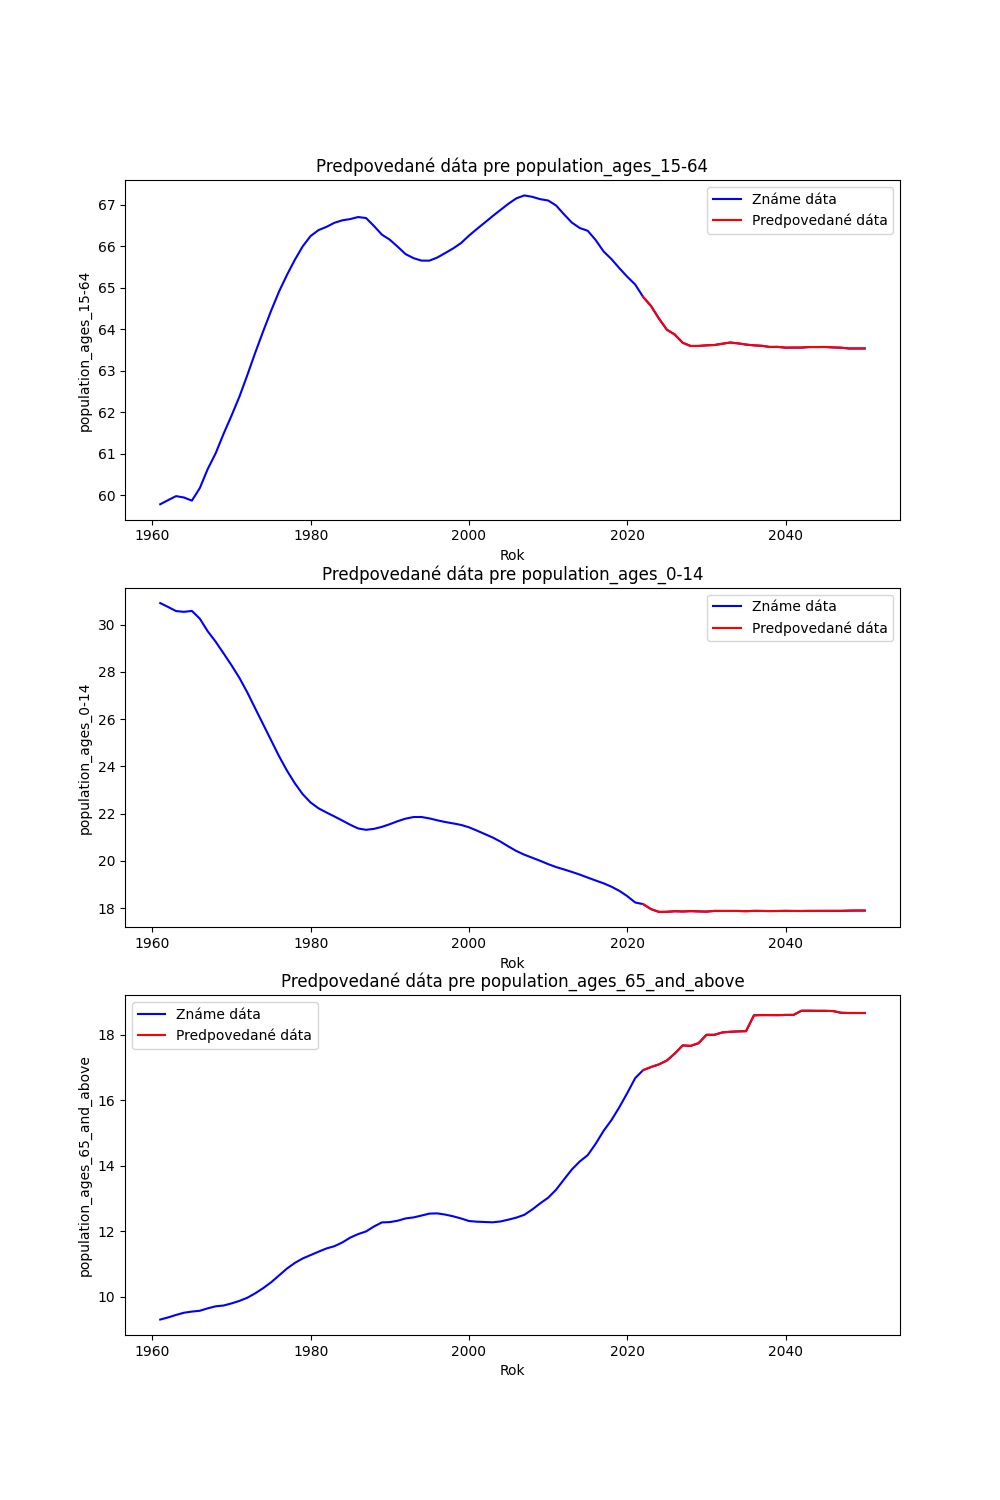 Predpovedané dáta pre population_ages_15-64
Známe dáta
Predpovedané dáta
67
66
65
64
63
62
61
60
population_ages_15-64
1960 1980 2000 2020 2040
Rok
Predpovedané dáta pre population_ages_0-14
Známe dáta
Predpovedané dáta
30
28
26
24
22
20
18
population_ages_0-14
1960 1980 2000 2020 2040
Rok
Predpovedané dáta pre population_ages_65_and_above
Známe dáta
Predpovedané dáta
18
16
14
12
10
population_ages_65_and_above
1960 1980 2000 2020 2040
Rok